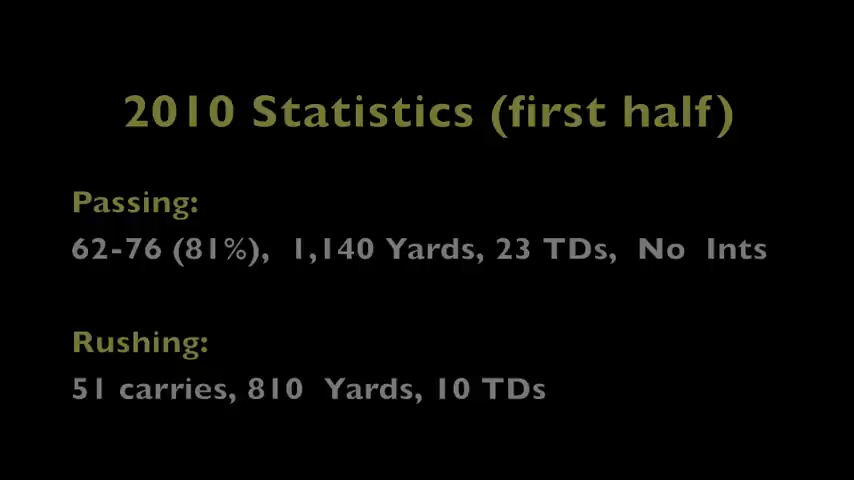 2010 Statistics (first half)
Passing:
62-76 (81%), 1,140 Yards, 23 TDs, No Ints
Rushing:
51 carries, 810 Yards, 10 TDs